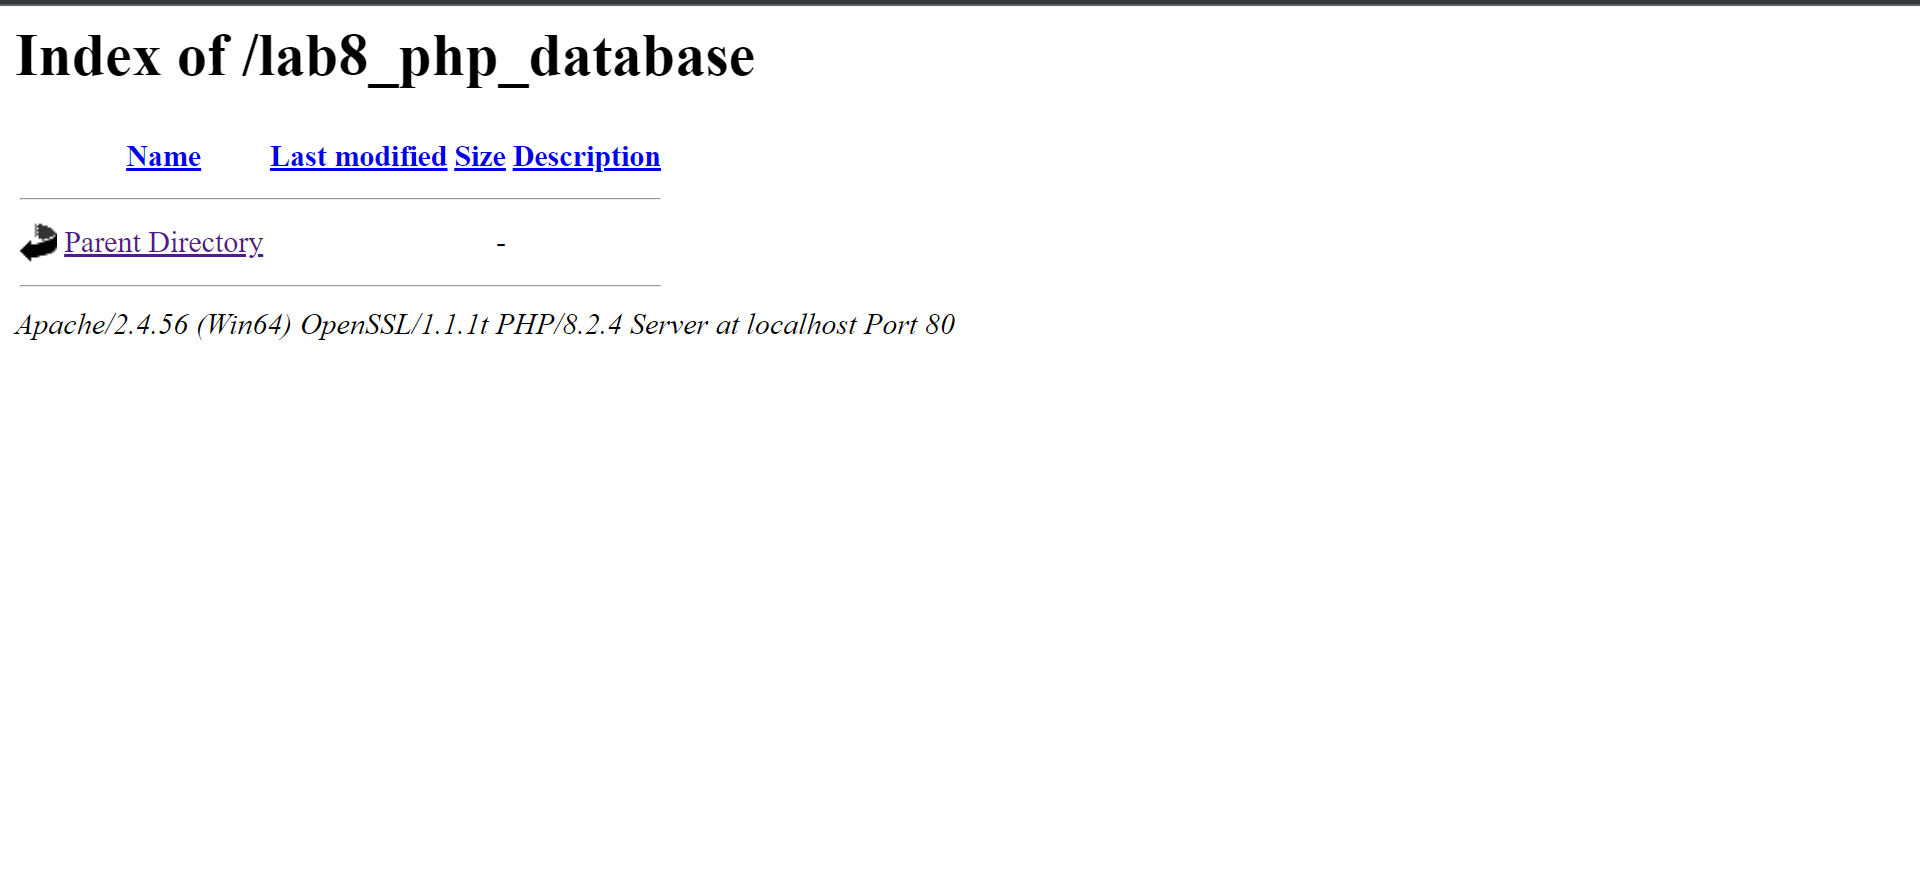 Index of /lab8_php_database
Name Last modified Size Description
Parent Directory -
Apache/2.4.56 (Win64) OpenSSL/1.1.1t PHP/8.2.4 Server at localhost Port 80